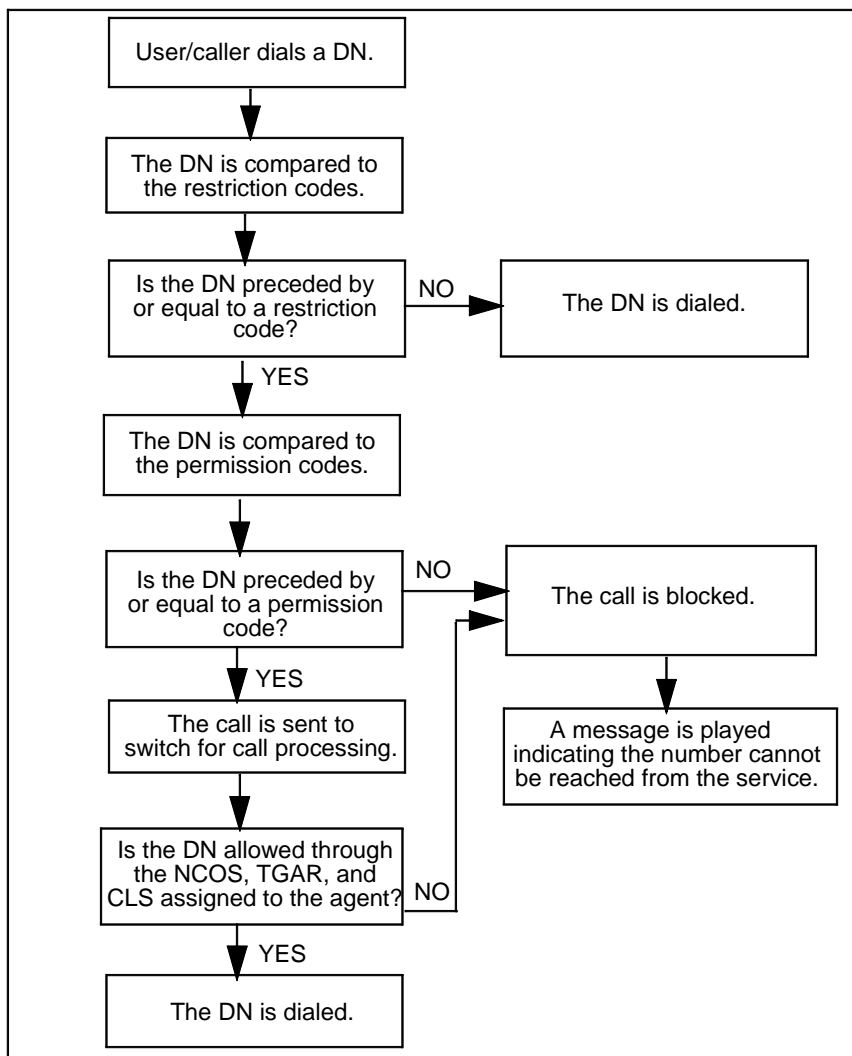 User/caller dials a DN.
The DN is compared to
the restriction codes.
Is the DN preceded by
or equal to a restriction
code?
NO
The DN is dialed.
YES
The DN is compared to
the permission codes.
Is the DN preceded by
or equal to a permission
code?
NO
The call is blocked.
YES
The call is sent to
switch for call processing.
A message is played
indicating the number cannot
be reached from the service.
Is the DN allowed through
the NCOS, TGAR, and
CLS assigned to the agent?
NO
YES
The DN is dialed.